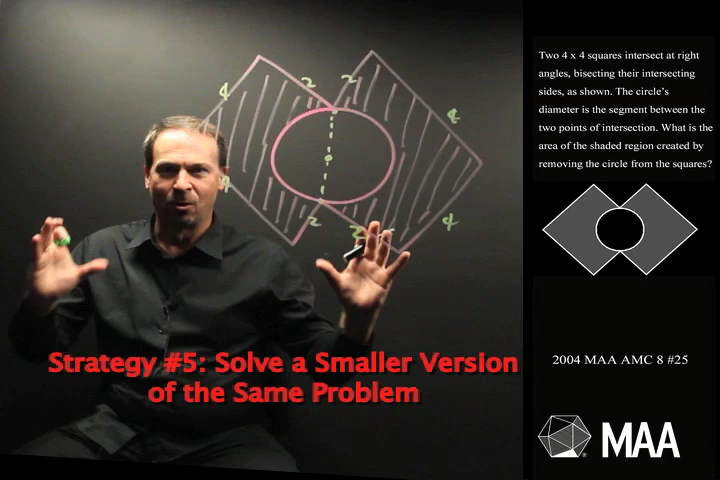 4
2
2
4
4
2
2
4
Two 4 x 4 squares intersect at right
angles, bisecting their intersecting
sides, as shown. The circle's
diameter is the segment between the
two points of intersection. What is the
area of the shaded region created by
removing the circle from the squares?
Strategy #5: Solve a Smaller Version
of the Same Problem
2004 MAA AMC 8 #25
MAA